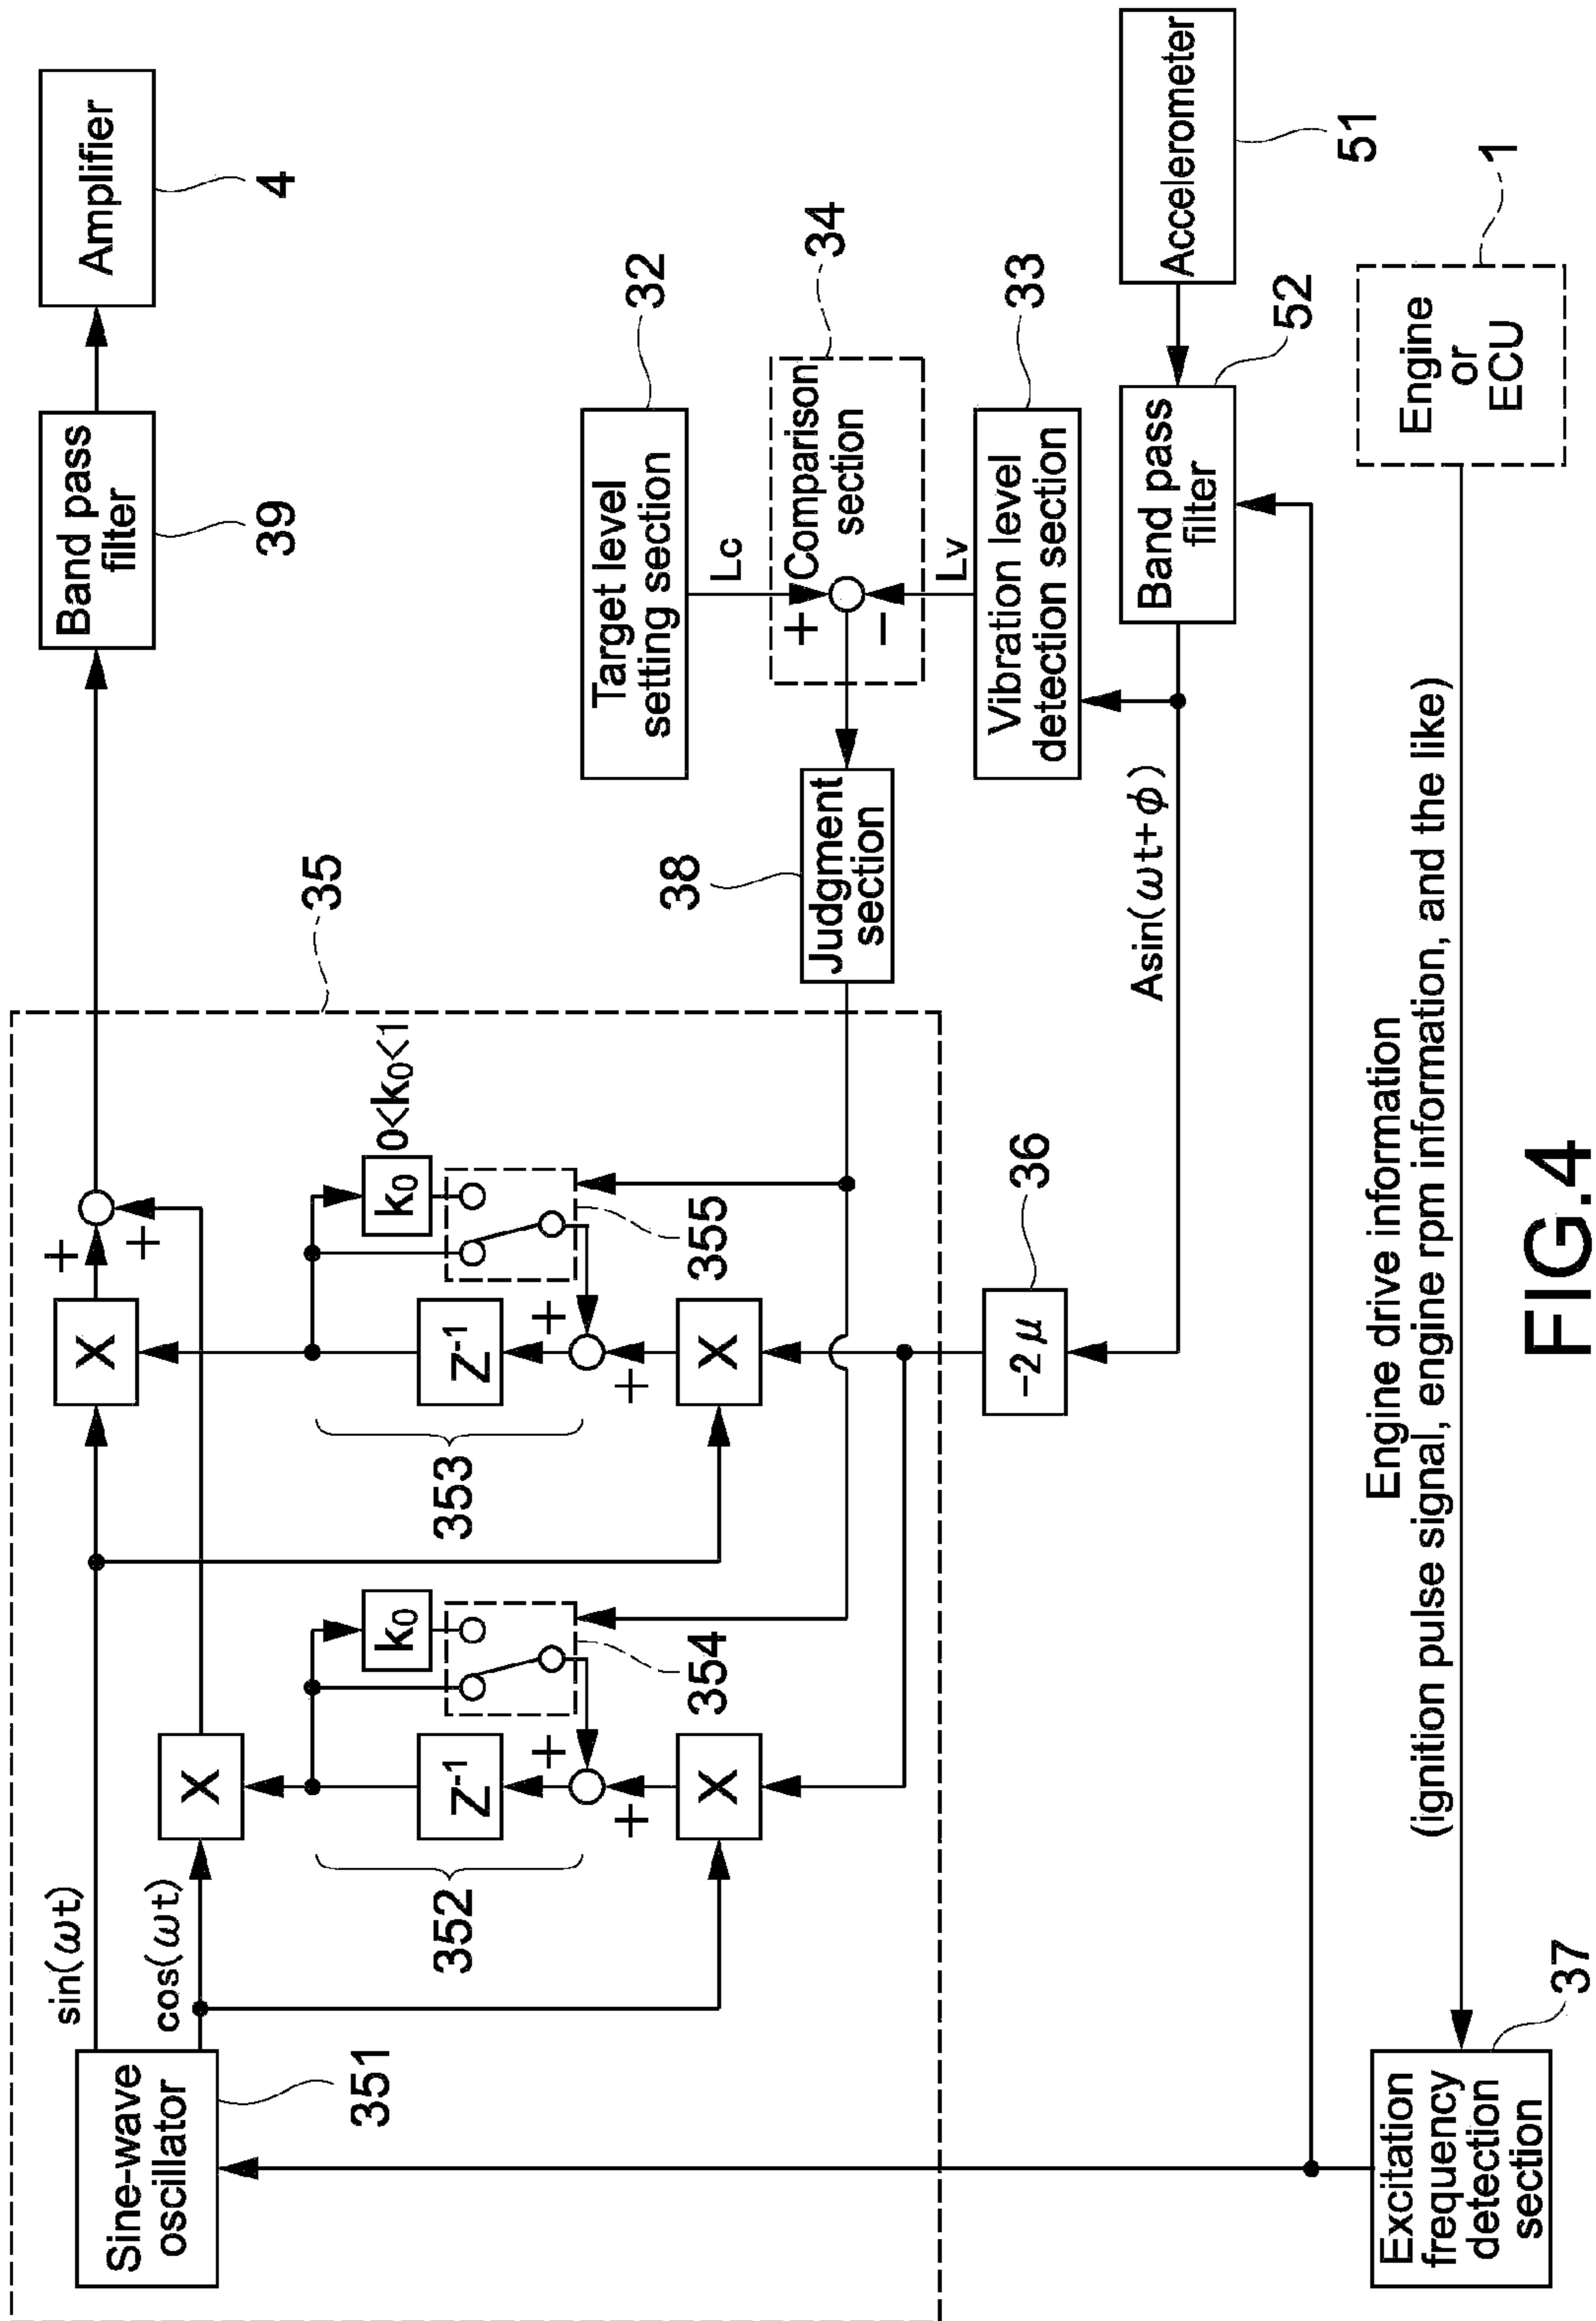 sin(ωt)
cos(ωt)
Sine-wave
oscillator
351
X
X
+
+
35
Band pass
filter
39
Amplifier
4
k₀
k₀
0<k₀<1
Z⁻¹
Z⁻¹
352
353
+
+
+
+
354
355
X
X
Target level
setting section
32
Lc
+
−
Comparison
section
34
Judgment
section
38
Lv
Vibration level
detection section
33
-2μ
36
Asin(ωt+φ)
Band pass
filter
52
Accelerometer
51
Engine drive information
(ignition pulse signal, engine rpm information, and the like)
Engine
or
ECU
1
Excitation
frequency
detection
section
37
FIG.4